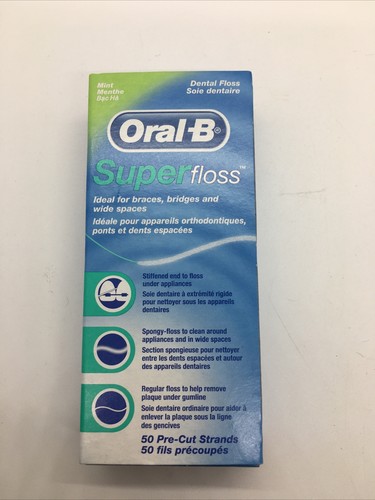 Mint
Menthe
Bạc Hà
Dental Floss
Soie dentaire
Oral-B®
Superfloss™
Ideal for braces, bridges and
wide spaces
Idéale pour appareils orthodontiques,
ponts et dents espacées
Stiffened end to floss
under appliances
Soie dentaire à extrémité rigide
pour nettoyer sous les appareils
dentaires
Spongy-floss to clean around
appliances and in wide spaces
Section spongieuse pour nettoyer
entre les dents espacées et autour
des appareils dentaires
Regular floss to help remove
plaque under gumline
Soie dentaire ordinaire pour aider à
enlever la plaque sous la ligne
des gencives
50 Pre-Cut Strands
50 fils précoupés